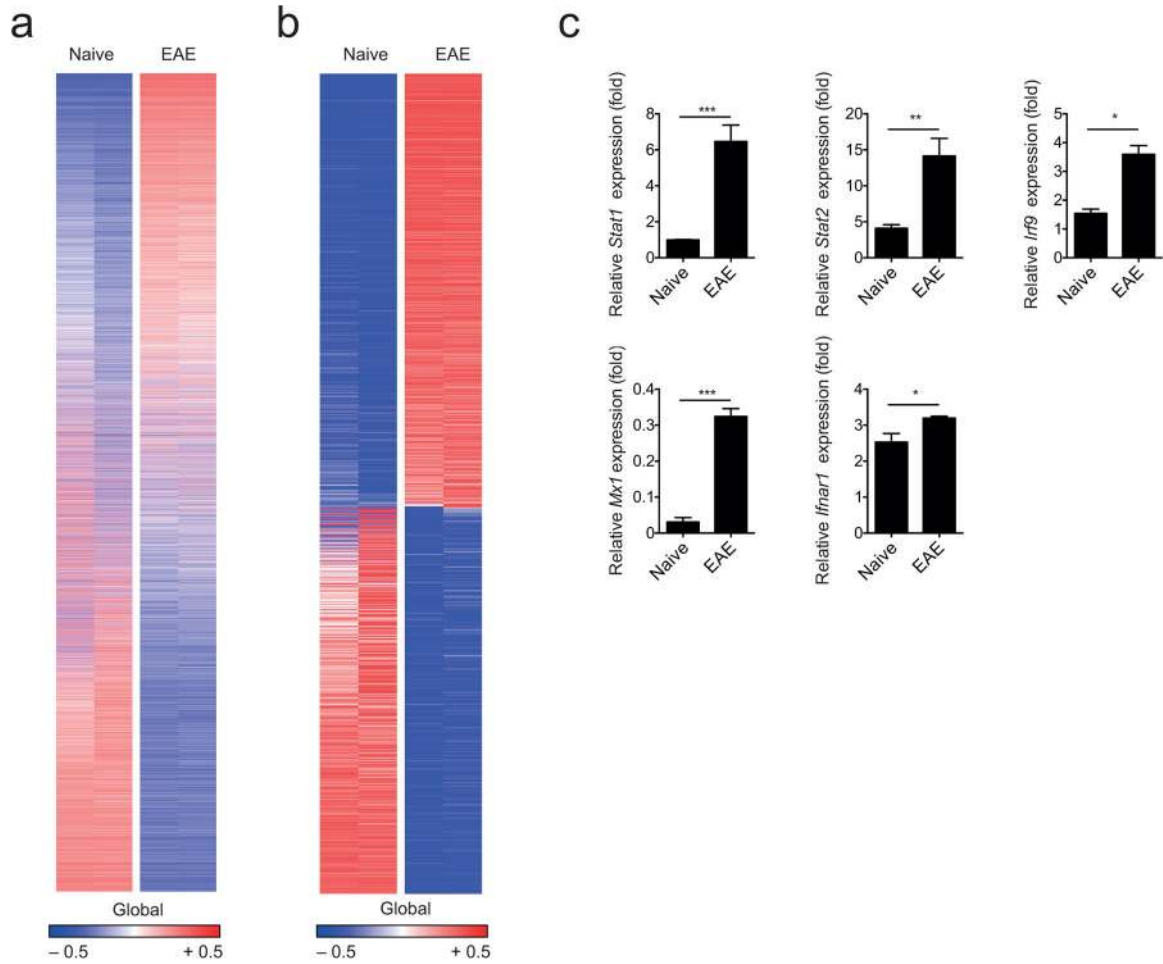 a
Naive EAE
Global
– 0.5 + 0.5
b
Naive EAE
Global
– 0.5 + 0.5
c
Relative Stat1 expression (fold)
8
6
4
2
0
***
Naive
EAE
Relative Stat2 expression (fold)
20
15
10
5
0
**
Naive
EAE
Relative Irf9 expression (fold)
5
4
3
2
1
0
*
Naive
EAE
Relative Mx1 expression (fold)
0.4
0.3
0.2
0.1
0
***
Naive
EAE
Relative Ifnar1 expression (fold)
4
3
2
1
0
*
Naive
EAE